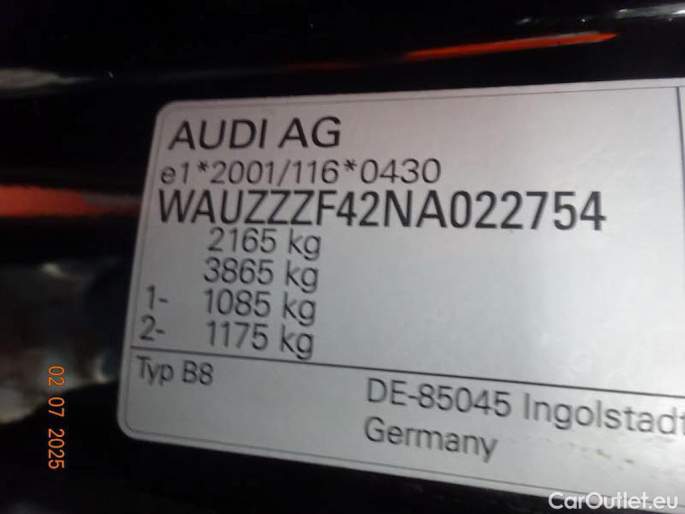 AUDI AG
e1*2001/116*0430
WAUZZZF42NA022754
2165 kg
3865 kg
1- 1085 kg
2- 1175 kg
Typ B8
DE-85045 Ingolstadt
Germany
02 07 2025
CarOutlet.eu